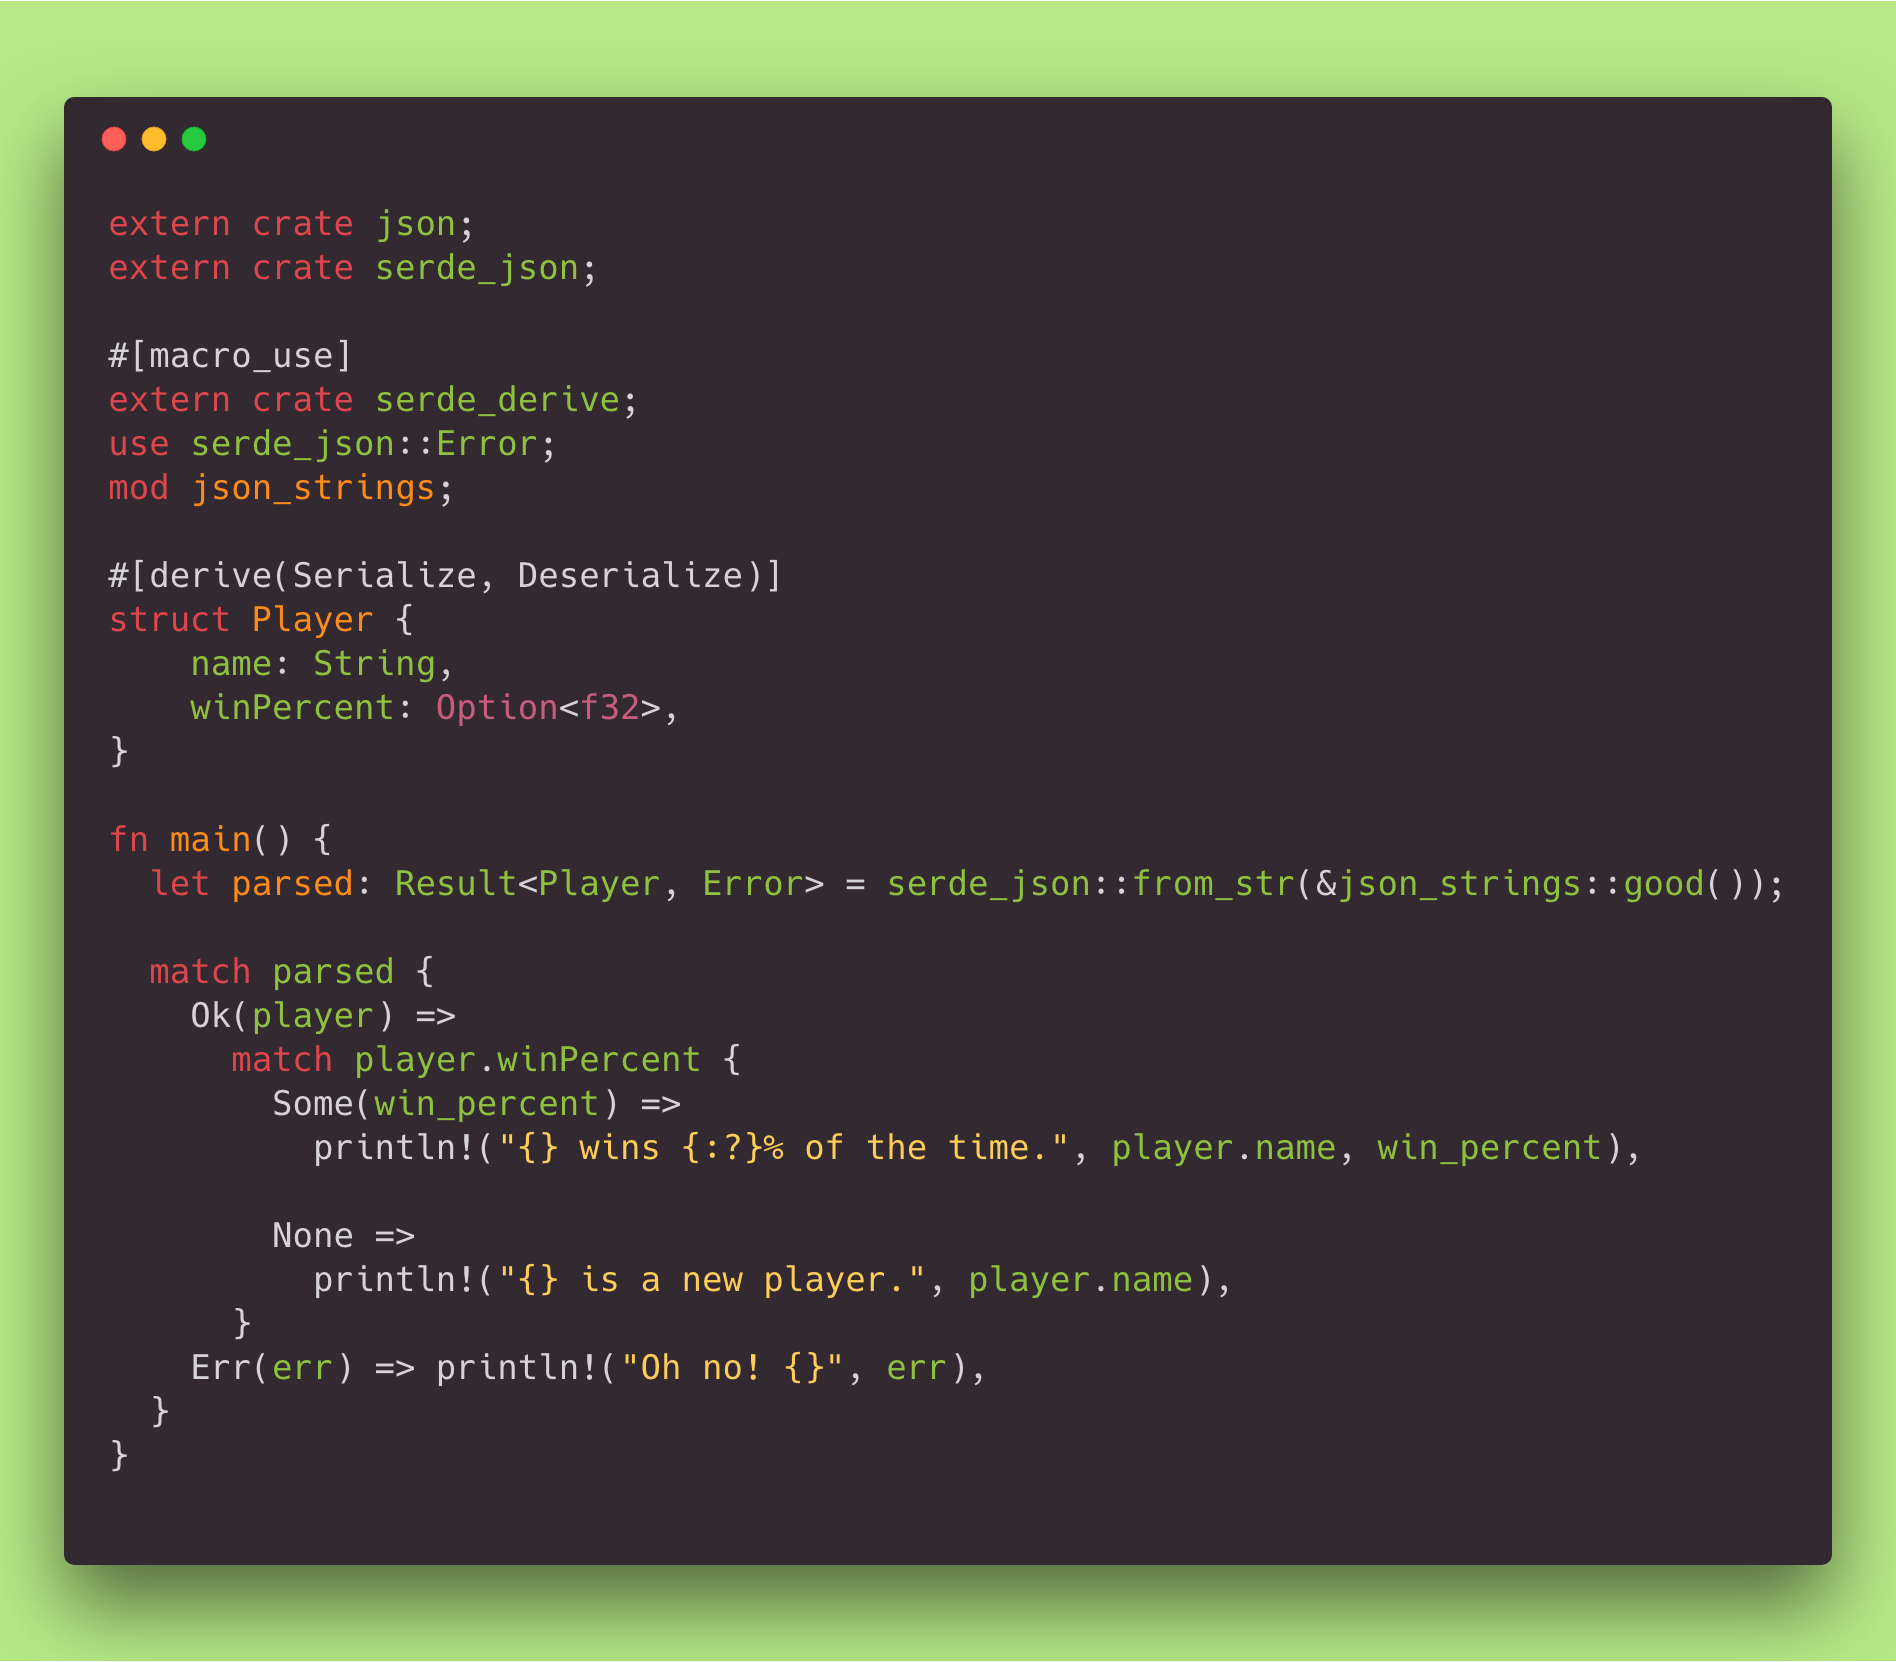 extern crate json;
extern crate serde_json;

#[macro_use]
extern crate serde_derive;
use serde_json::Error;
mod json_strings;

#[derive(Serialize, Deserialize)]
struct Player {
    name: String,
    winPercent: Option<f32>,
}

fn main() {
  let parsed: Result<Player, Error> = serde_json::from_str(&json_strings::good());

  match parsed {
    Ok(player) =>
      match player.winPercent {
        Some(win_percent) =>
          println!("{} wins {:?}% of the time.", player.name, win_percent),

        None =>
          println!("{} is a new player.", player.name),
      }
    Err(err) => println!("Oh no! {}", err),
  }
}